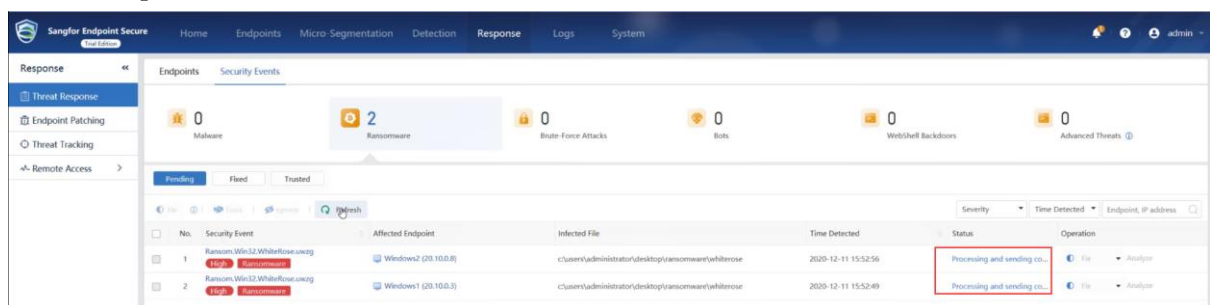 Sangfor Endpoint Secure
Trial Edition
Home Endpoints Micro-Segmentation Detection Response Logs System
admin
Response «
Endpoints Security Events
Threat Response
Endpoint Patching
Threat Tracking
Remote Access >
0 Malware
2 Ransomware
0 Brute-Force Attacks
0 Bots
0 WebShell Backdoors
0 Advanced Threats
Pending Fixed Trusted
Refresh
Severity Time Detected Endpoint, IP address
No. Security Event Affected Endpoint Infected File Time Detected Status Operation
1 Ransom.Win32.WhiteRose.uwzg Windows2 (20.10.0.8) c:\users\administrator\desktop\ransomware\whiterose 2020-12-11 15:52:56 Processing and sending co... Fix Analyze
High Ransomware
2 Ransom.Win32.WhiteRose.uwzg Windows1 (20.10.0.3) c:\users\administrator\desktop\ransomware\whiterose 2020-12-11 15:52:49 Processing and sending co... Fix Analyze
High Ransomware